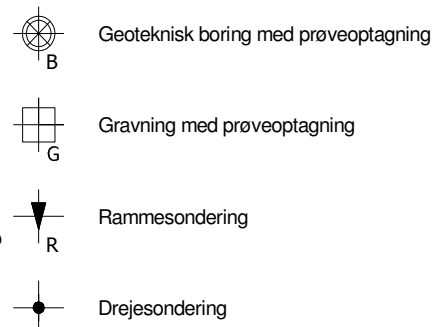 Geoteknisk boring med prøveoptagning
B
Gravning med prøveoptagning
G
Rammesondering
R
Drejesondering